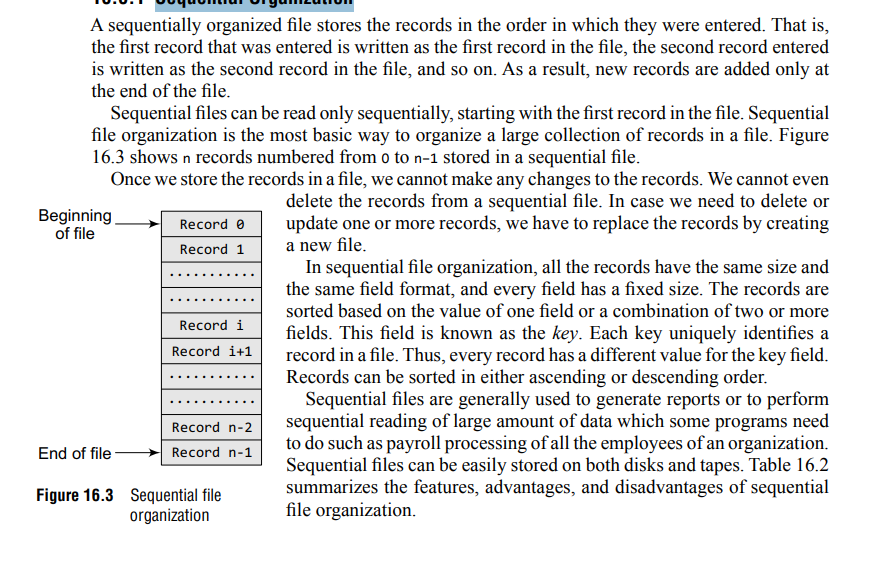 Sequential Organization
A sequentially organized file stores the records in the order in which they were entered. That is,
the first record that was entered is written as the first record in the file, the second record entered
is written as the second record in the file, and so on. As a result, new records are added only at
the end of the file.
Sequential files can be read only sequentially, starting with the first record in the file. Sequential
file organization is the most basic way to organize a large collection of records in a file. Figure
16.3 shows n records numbered from 0 to n–1 stored in a sequential file.
Once we store the records in a file, we cannot make any changes to the records. We cannot even
delete the records from a sequential file. In case we need to delete or
update one or more records, we have to replace the records by creating
a new file.
In sequential file organization, all the records have the same size and
the same field format, and every field has a fixed size. The records are
sorted based on the value of one field or a combination of two or more
fields. This field is known as the key. Each key uniquely identifies a
record in a file. Thus, every record has a different value for the key field.
Records can be sorted in either ascending or descending order.
Sequential files are generally used to generate reports or to perform
sequential reading of large amount of data which some programs need
to do such as payroll processing of all the employees of an organization.
Sequential files can be easily stored on both disks and tapes. Table 16.2
summarizes the features, advantages, and disadvantages of sequential
file organization.
Beginning
of file
Record 0
Record 1
...........
...........
Record i
Record i+1
...........
...........
Record n-2
End of file
Record n-1
Figure 16.3 Sequential file
organization